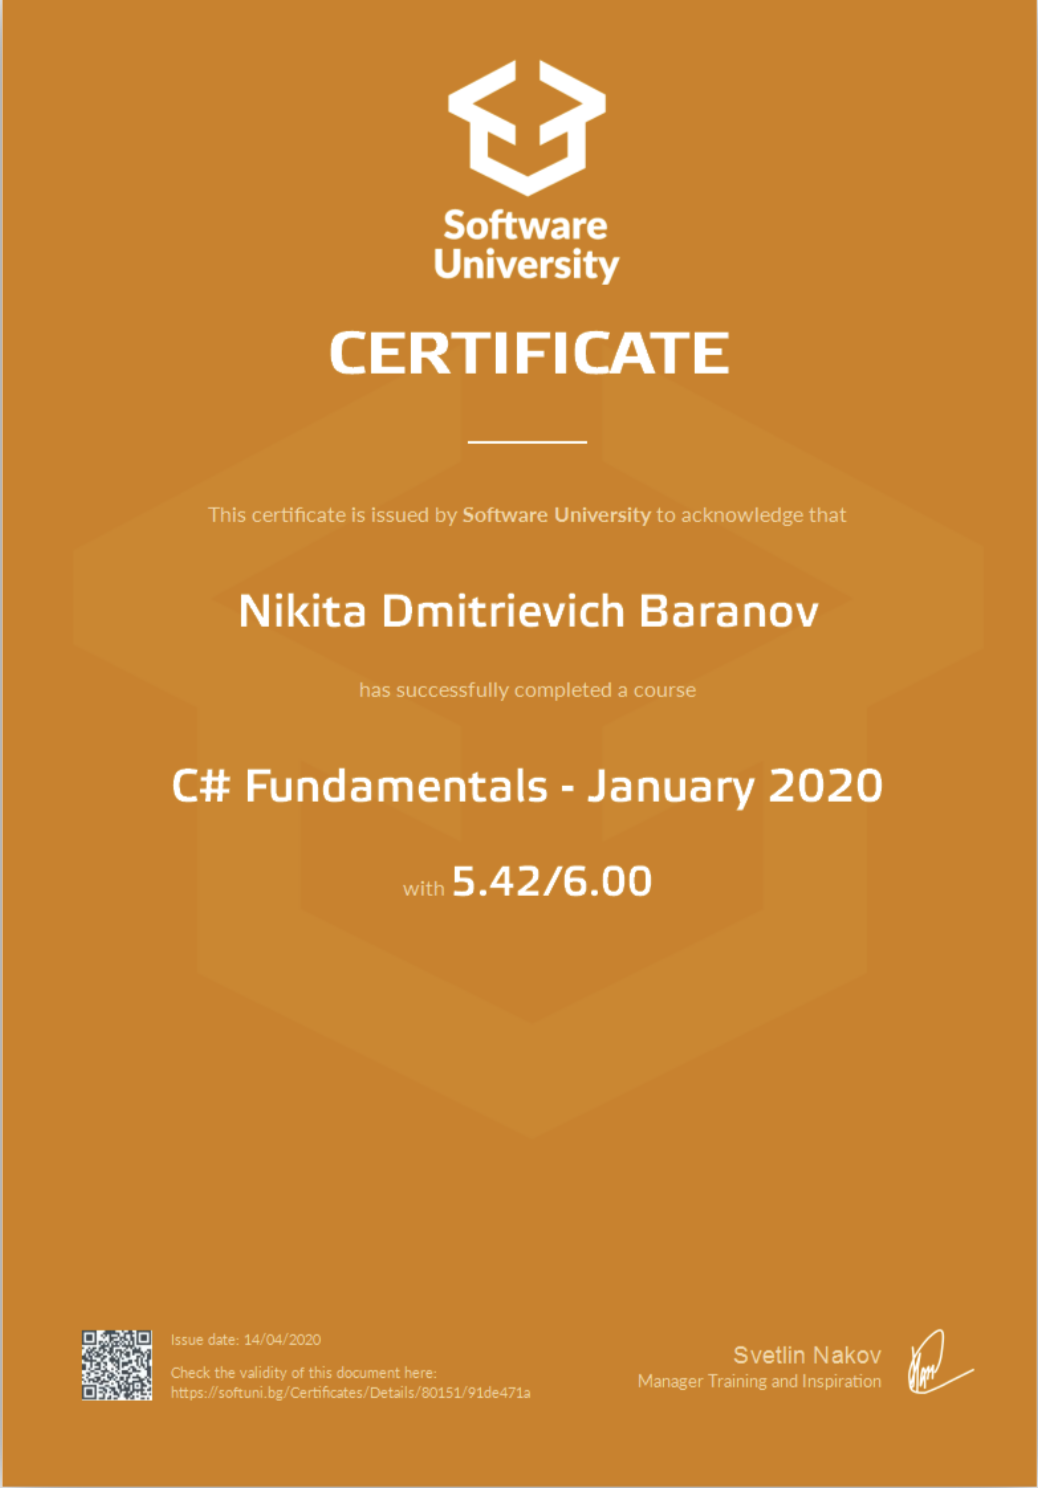 Software
University
CERTIFICATE
This certificate is issued by Software University to acknowledge that
Nikita Dmitrievich Baranov
has successfully completed a course
C# Fundamentals - January 2020
with 5.42/6.00
Issue date: 14/04/2020
Check the validity of this document here:
https://softuni.bg/Certificates/Details/80151/91de471a
Svetlin Nakov
Manager Training and Inspiration